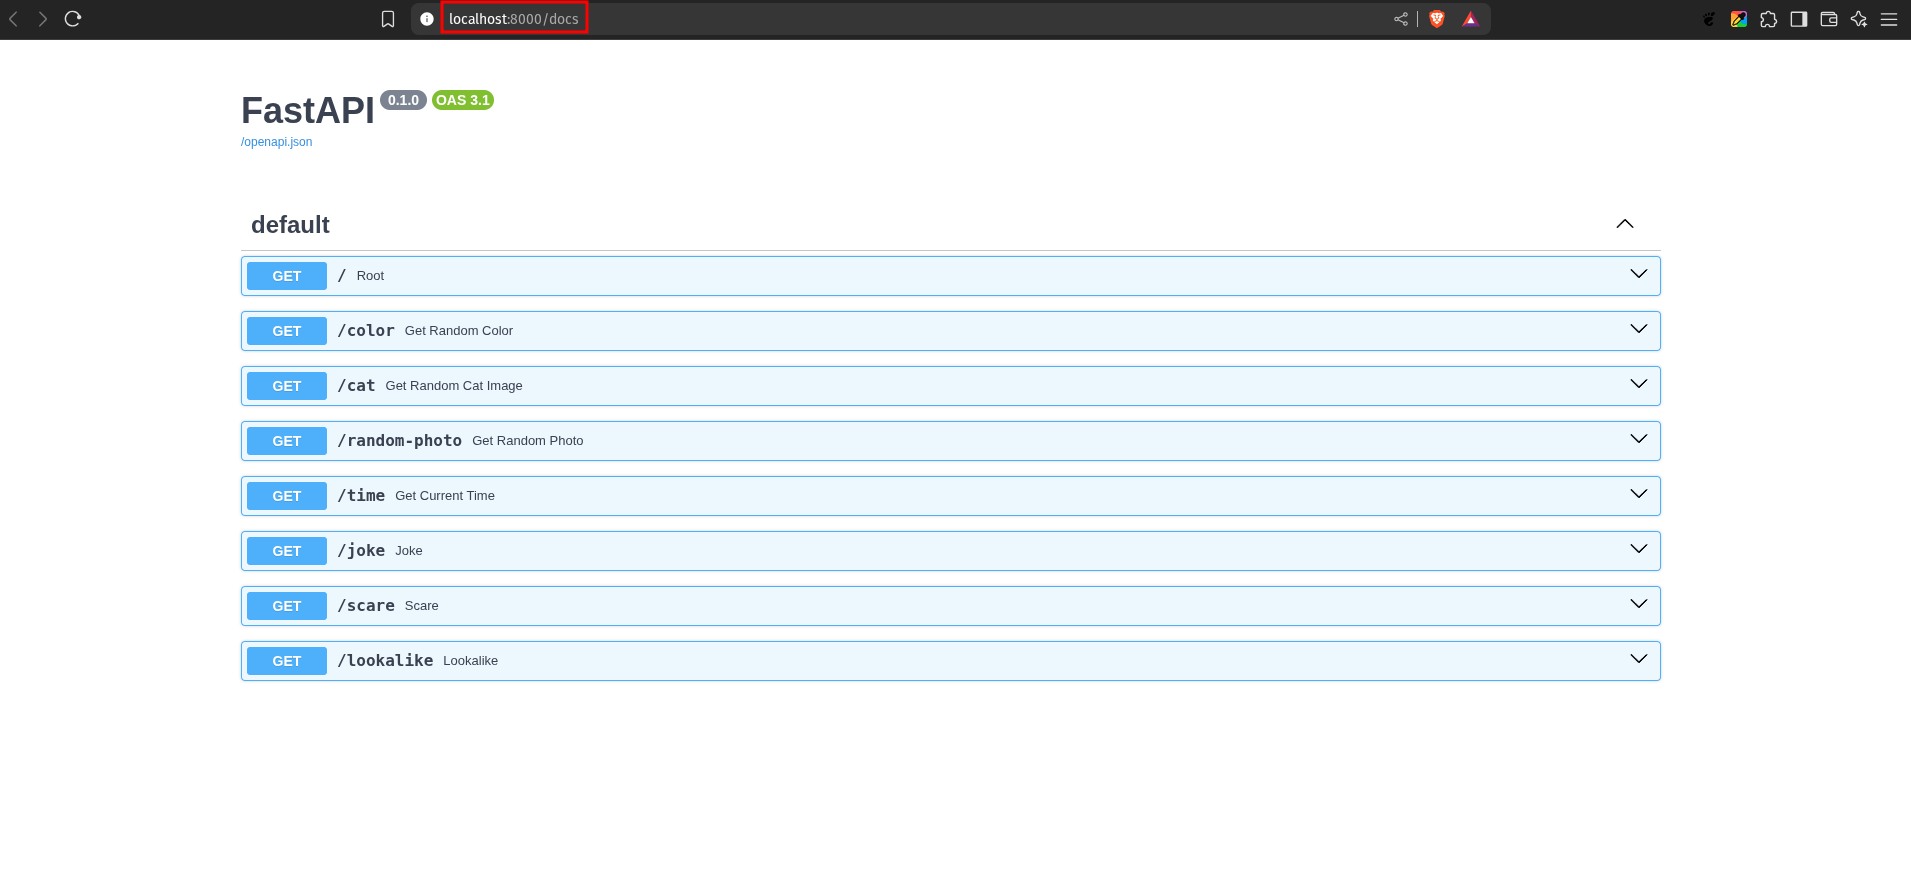 localhost:8000/docs
FastAPI 0.1.0 OAS 3.1
/openapi.json
default
GET / Root
GET /color Get Random Color
GET /cat Get Random Cat Image
GET /random-photo Get Random Photo
GET /time Get Current Time
GET /joke Joke
GET /scare Scare
GET /lookalike Lookalike